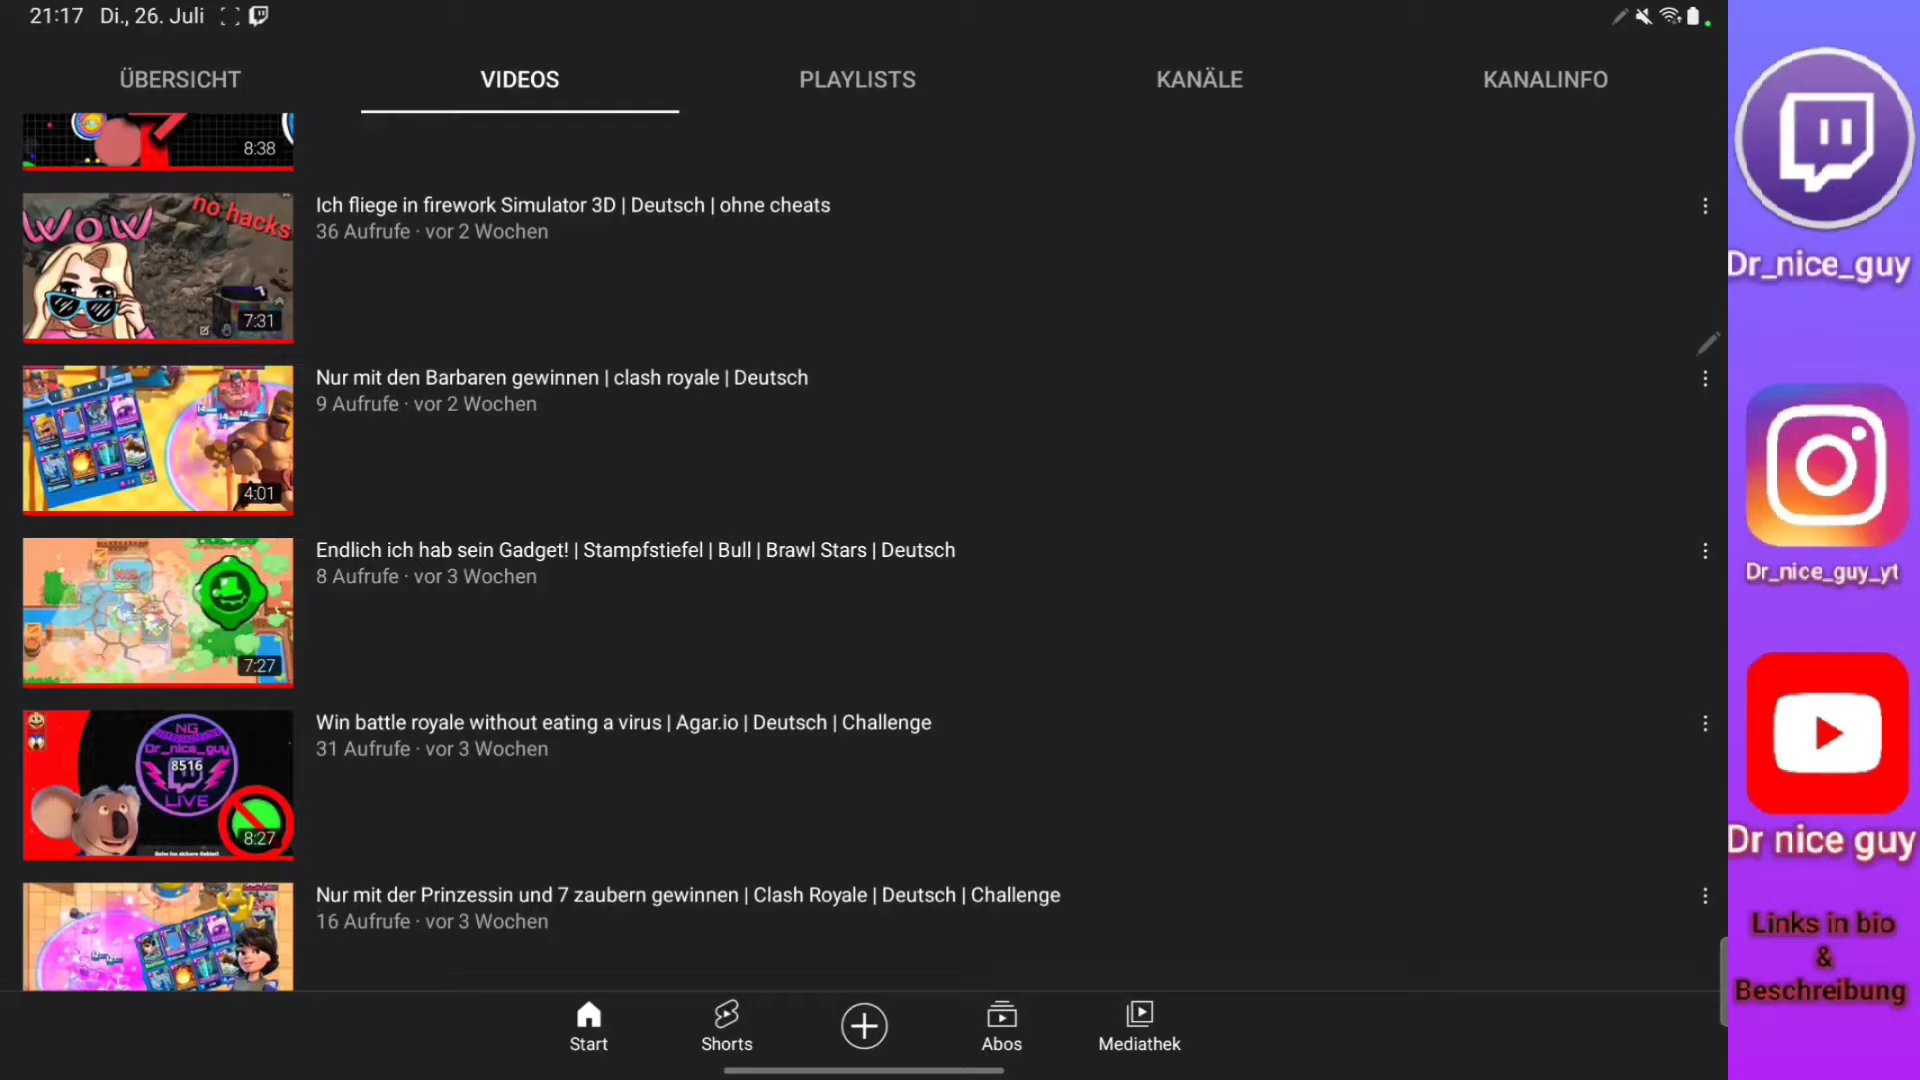 21:17 Di., 26. Juli
ÜBERSICHT
VIDEOS
PLAYLISTS
KANÄLE
KANALINFO
8:38
WOW
no hacks
7:31
Ich fliege in firework Simulator 3D | Deutsch | ohne cheats
36 Aufrufe · vor 2 Wochen
4:01
Nur mit den Barbaren gewinnen | clash royale | Deutsch
9 Aufrufe · vor 2 Wochen
7:27
Endlich ich hab sein Gadget! | Stampfstiefel | Bull | Brawl Stars | Deutsch
8 Aufrufe · vor 3 Wochen
NG
Dr_nice_guy
8516
LIVE
8:27
Win battle royale without eating a virus | Agar.io | Deutsch | Challenge
31 Aufrufe · vor 3 Wochen
Nur mit der Prinzessin und 7 zaubern gewinnen | Clash Royale | Deutsch | Challenge
16 Aufrufe · vor 3 Wochen
Start
Shorts
Abos
Mediathek
Dr_nice_guy
Dr_nice_guy_yt
Dr nice guy
Links in bio
&
Beschreibung